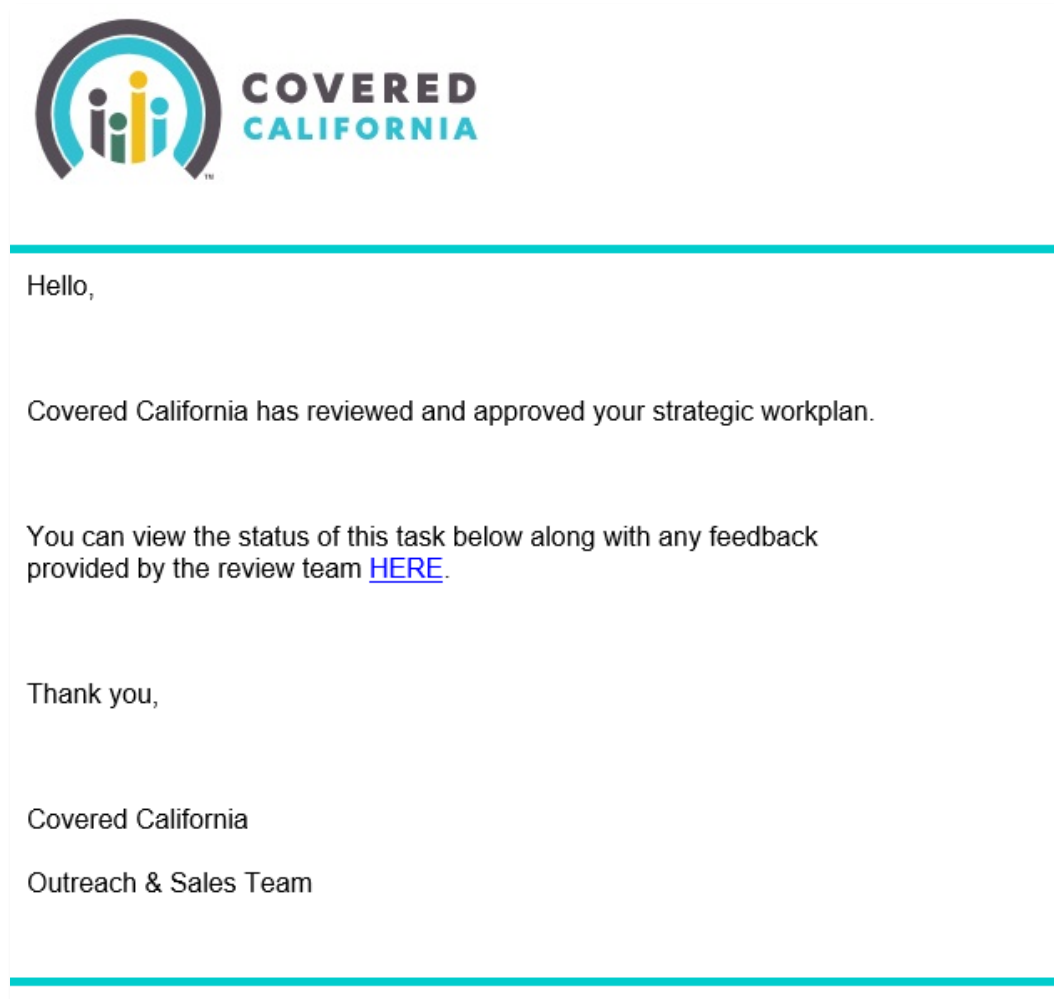 COVERED
CALIFORNIA
TM
Hello,
Covered California has reviewed and approved your strategic workplan.
You can view the status of this task below along with any feedback
provided by the review team HERE.
Thank you,
Covered California
Outreach & Sales Team